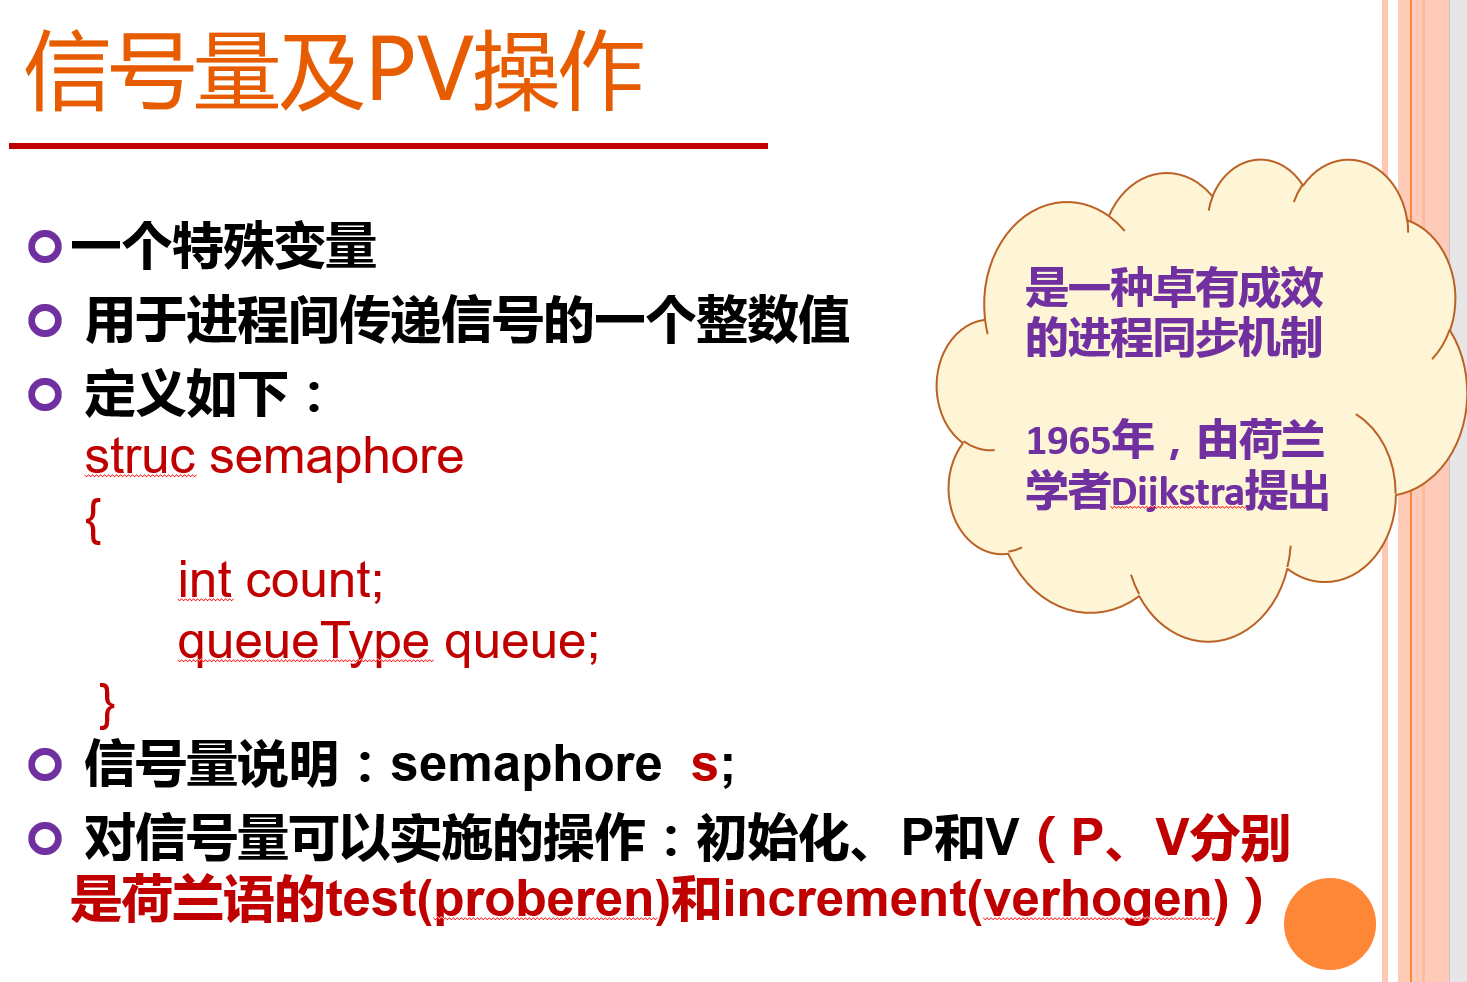 信号量及PV操作
一个特殊变量
用于进程间传递信号的一个整数值
定义如下：
struc semaphore
{
int count;
queueType queue;
}
信号量说明：semaphore s;
对信号量可以实施的操作：初始化、P和V（P、V分别
是荷兰语的test(proberen)和increment(verhogen)）
是一种卓有成效
的进程同步机制
1965年，由荷兰
学者Dijkstra提出